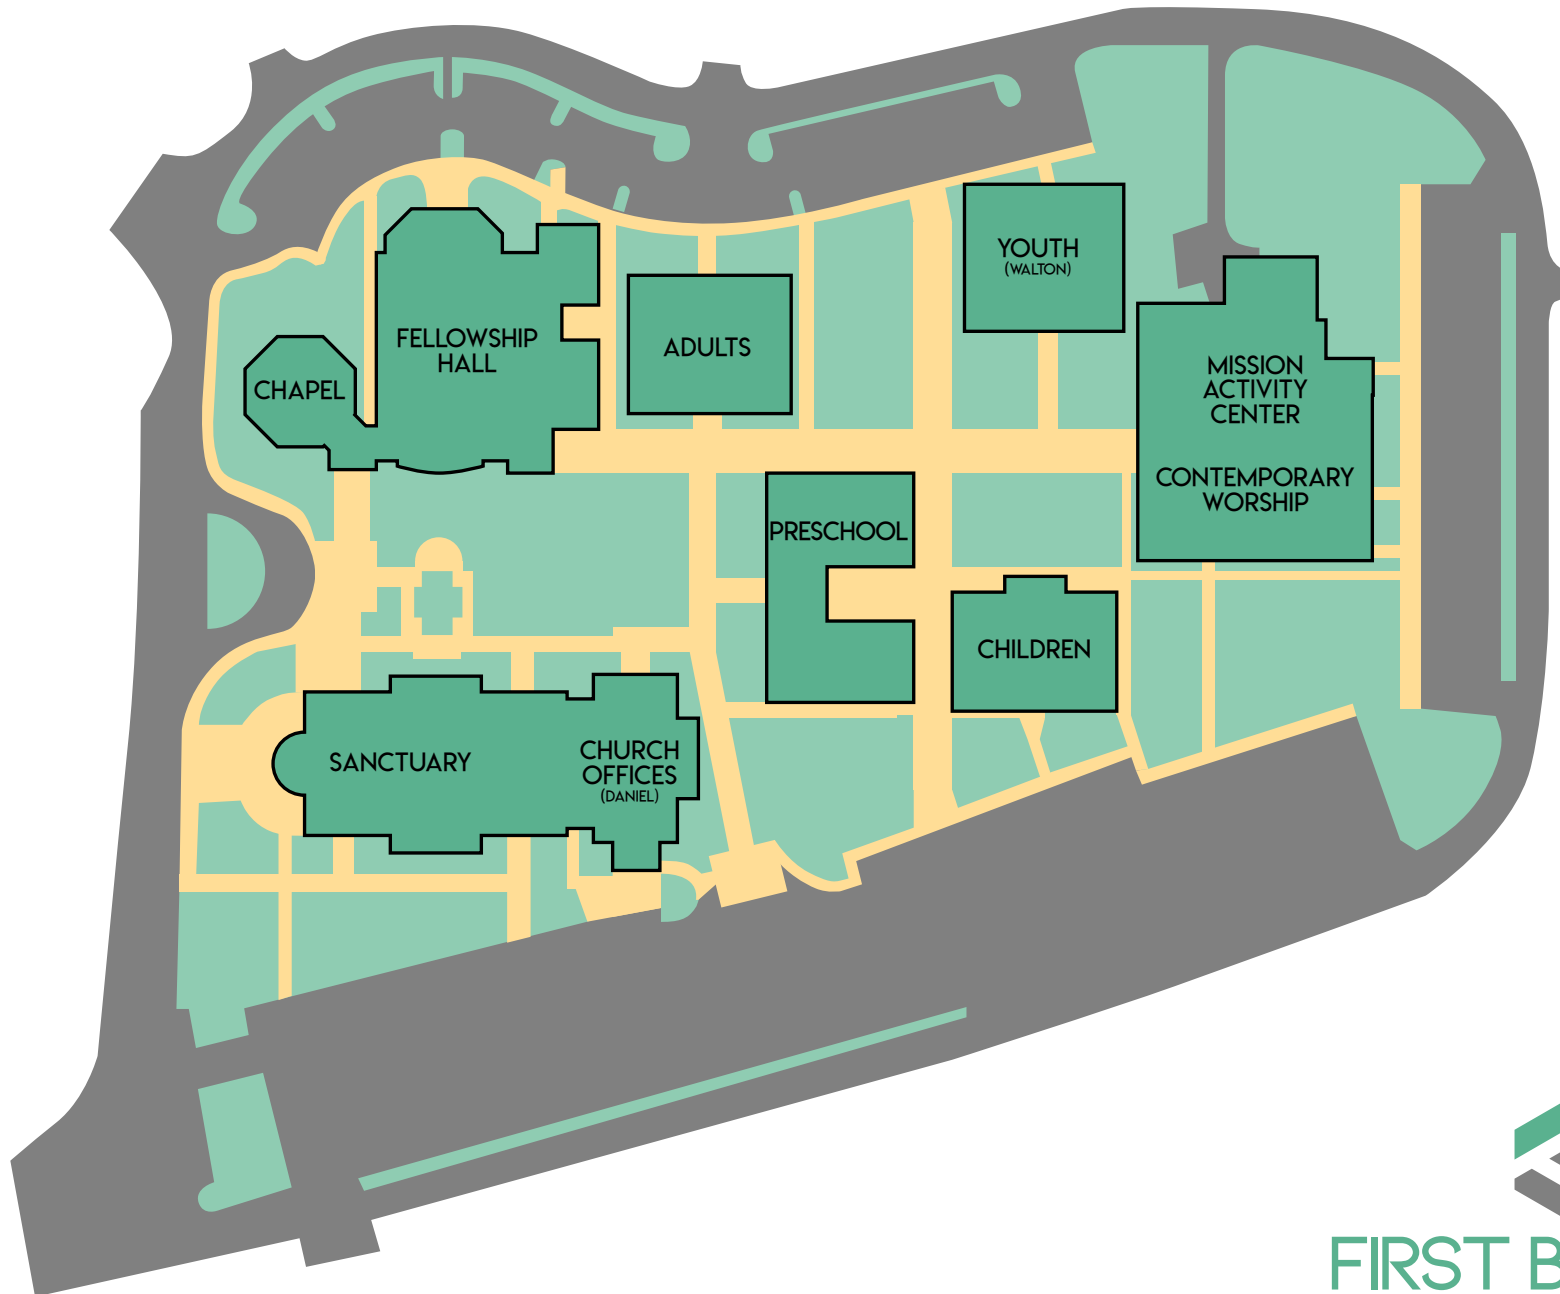 YOUTH
(WALTON)
FELLOWSHIP
HALL
ADULTS
CHAPEL
MISSION
ACTIVITY
CENTER
CONTEMPORARY
WORSHIP
PRESCHOOL
CHILDREN
SANCTUARY
CHURCH
OFFICES
(DANIEL)
FIRST B